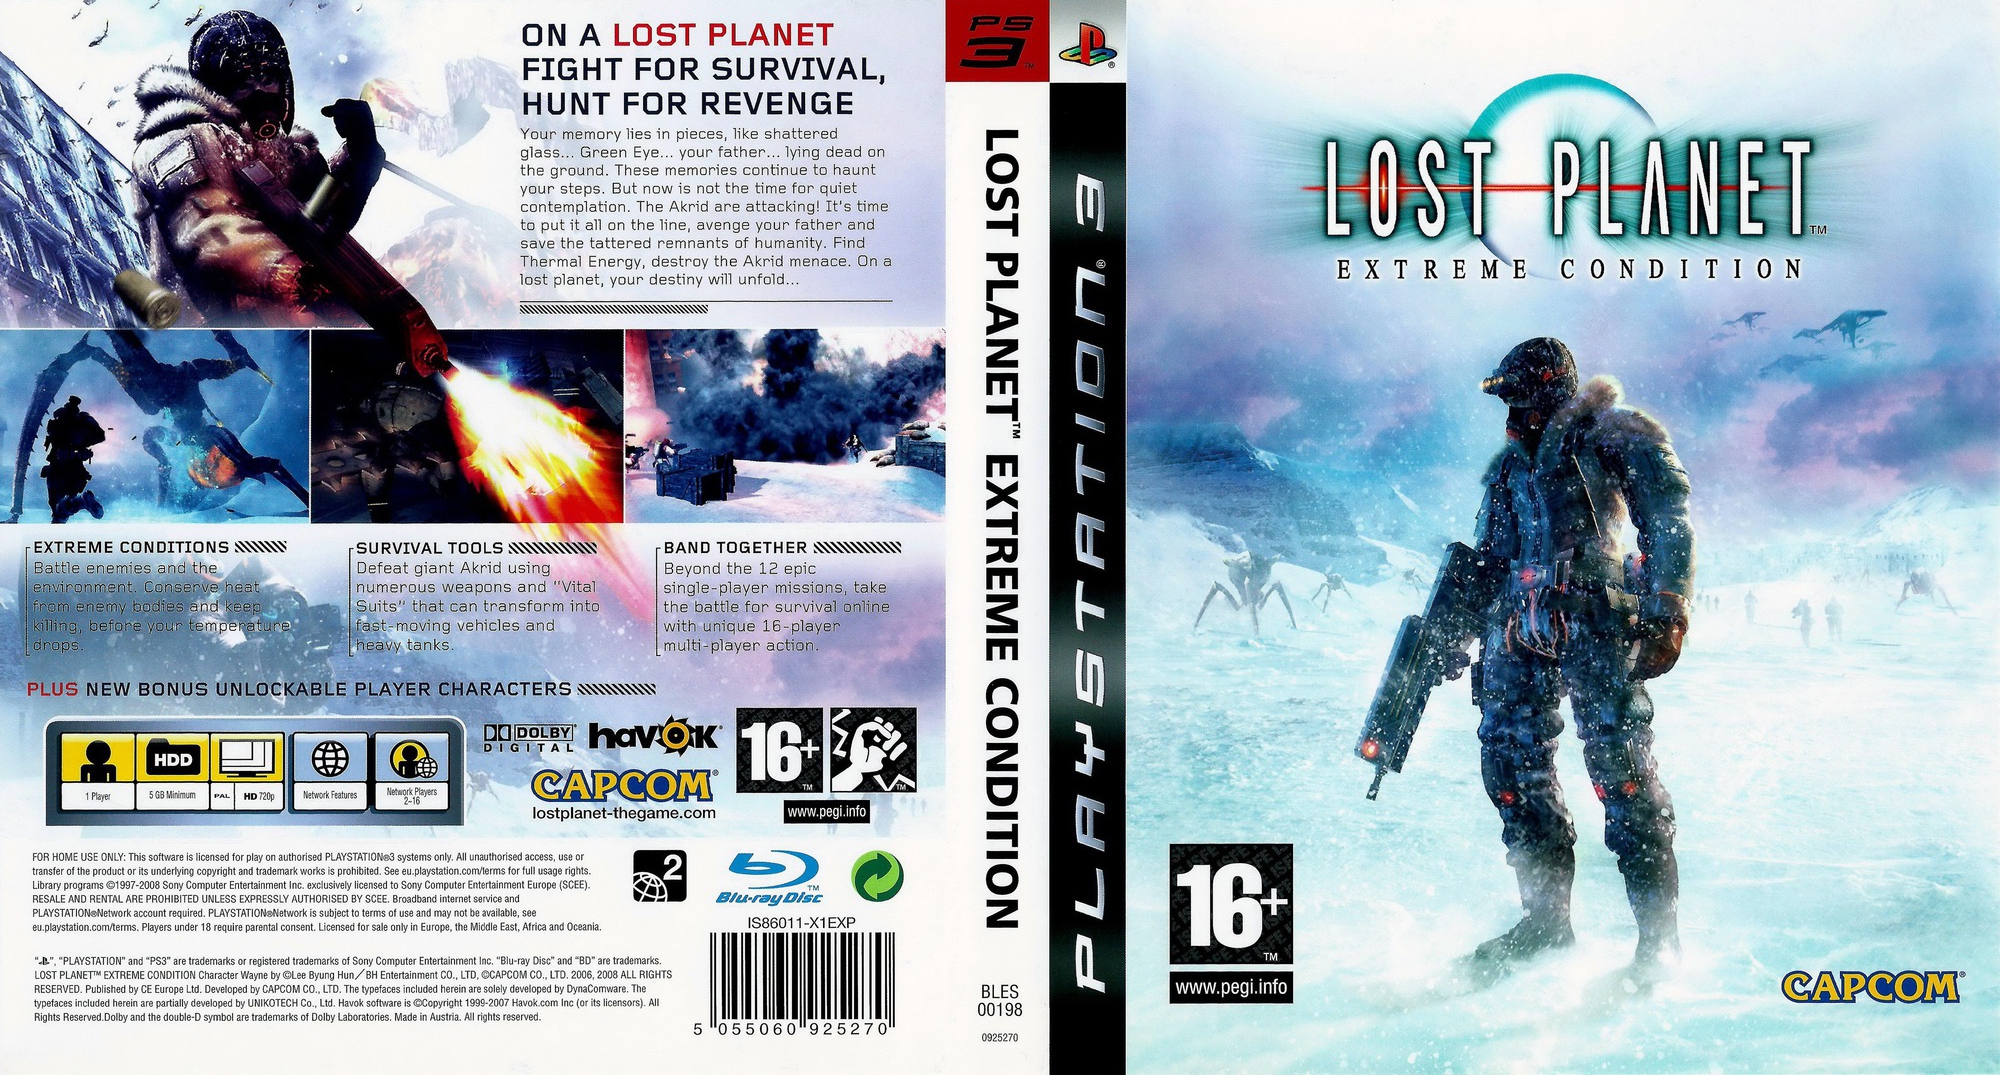 ON A LOST PLANET
FIGHT FOR SURVIVAL,
HUNT FOR REVENGE
Your memory lies in pieces, like shattered
glass... Green Eye... your father... lying dead on
the ground. These memories continue to haunt
your steps. But now is not the time for quiet
contemplation. The Akrid are attacking! It's time
to put it all on the line, avenge your father and
save the tattered remnants of humanity. Find
Thermal Energy, destroy the Akrid menace. On a
lost planet, your destiny will unfold...
EXTREME CONDITIONS
Battle enemies and the
environment. Conserve heat
from enemy bodies and keep
killing, before your temperature
drops.
SURVIVAL TOOLS
Defeat giant Akrid using
numerous weapons and "Vital
Suits" that can transform into
fast-moving vehicles and
heavy tanks.
BAND TOGETHER
Beyond the 12 epic
single-player missions, take
the battle for survival online
with unique 16-player
multi-player action.
PLUS NEW BONUS UNLOCKABLE PLAYER CHARACTERS
1 Player
HDD
5 GB Minimum
PAL
HD 720p
Network Features
Network Players
2-16
DOLBY
DIGITAL
havok
CAPCOM®
lostplanet-thegame.com
16+
TM
TM
www.pegi.info
FOR HOME USE ONLY: This software is licensed for play on authorised PLAYSTATION®3 systems only. All unauthorised access, use or
transfer of the product or its underlying copyright and trademark works is prohibited. See eu.playstation.com/terms for full usage rights.
Library programs ©1997-2008 Sony Computer Entertainment Inc. exclusively licensed to Sony Computer Entertainment Europe (SCEE).
RESALE AND RENTAL ARE PROHIBITED UNLESS EXPRESSLY AUTHORISED BY SCEE. Broadband internet service and
PLAYSTATION®Network account required. PLAYSTATION®Network is subject to terms of use and may not be available, see
eu.playstation.com/terms. Players under 18 require parental consent. Licensed for sale only in Europe, the Middle East, Africa and Oceania.
2
Blu-ray Disc™
IS86011-X1EXP
5 055060 925270
"", "PLAYSTATION" and "PS3" are trademarks or registered trademarks of Sony Computer Entertainment Inc. "Blu-ray Disc" and "BD" are trademarks.
LOST PLANET™ EXTREME CONDITION Character Wayne by ©Lee Byung Hun/BH Entertainment CO., LTD, ©CAPCOM CO., LTD. 2006, 2008 ALL RIGHTS
RESERVED. Published by CE Europe Ltd. Developed by CAPCOM CO., LTD. The typefaces included herein are solely developed by DynaComware. The
typefaces included herein are partially developed by UNIKOTECH Co., Ltd. Havok software is ©Copyright 1999-2007 Havok.com Inc (or its licensors). All
Rights Reserved.Dolby and the double-D symbol are trademarks of Dolby Laboratories. Made in Austria. All rights reserved.
PS3™
LOST PLANET™ EXTREME CONDITION
BLES
00198
0925270
PLAYSTATION®3
LOST PLANET™
EXTREME CONDITION
16+
TM
www.pegi.info
CAPCOM®